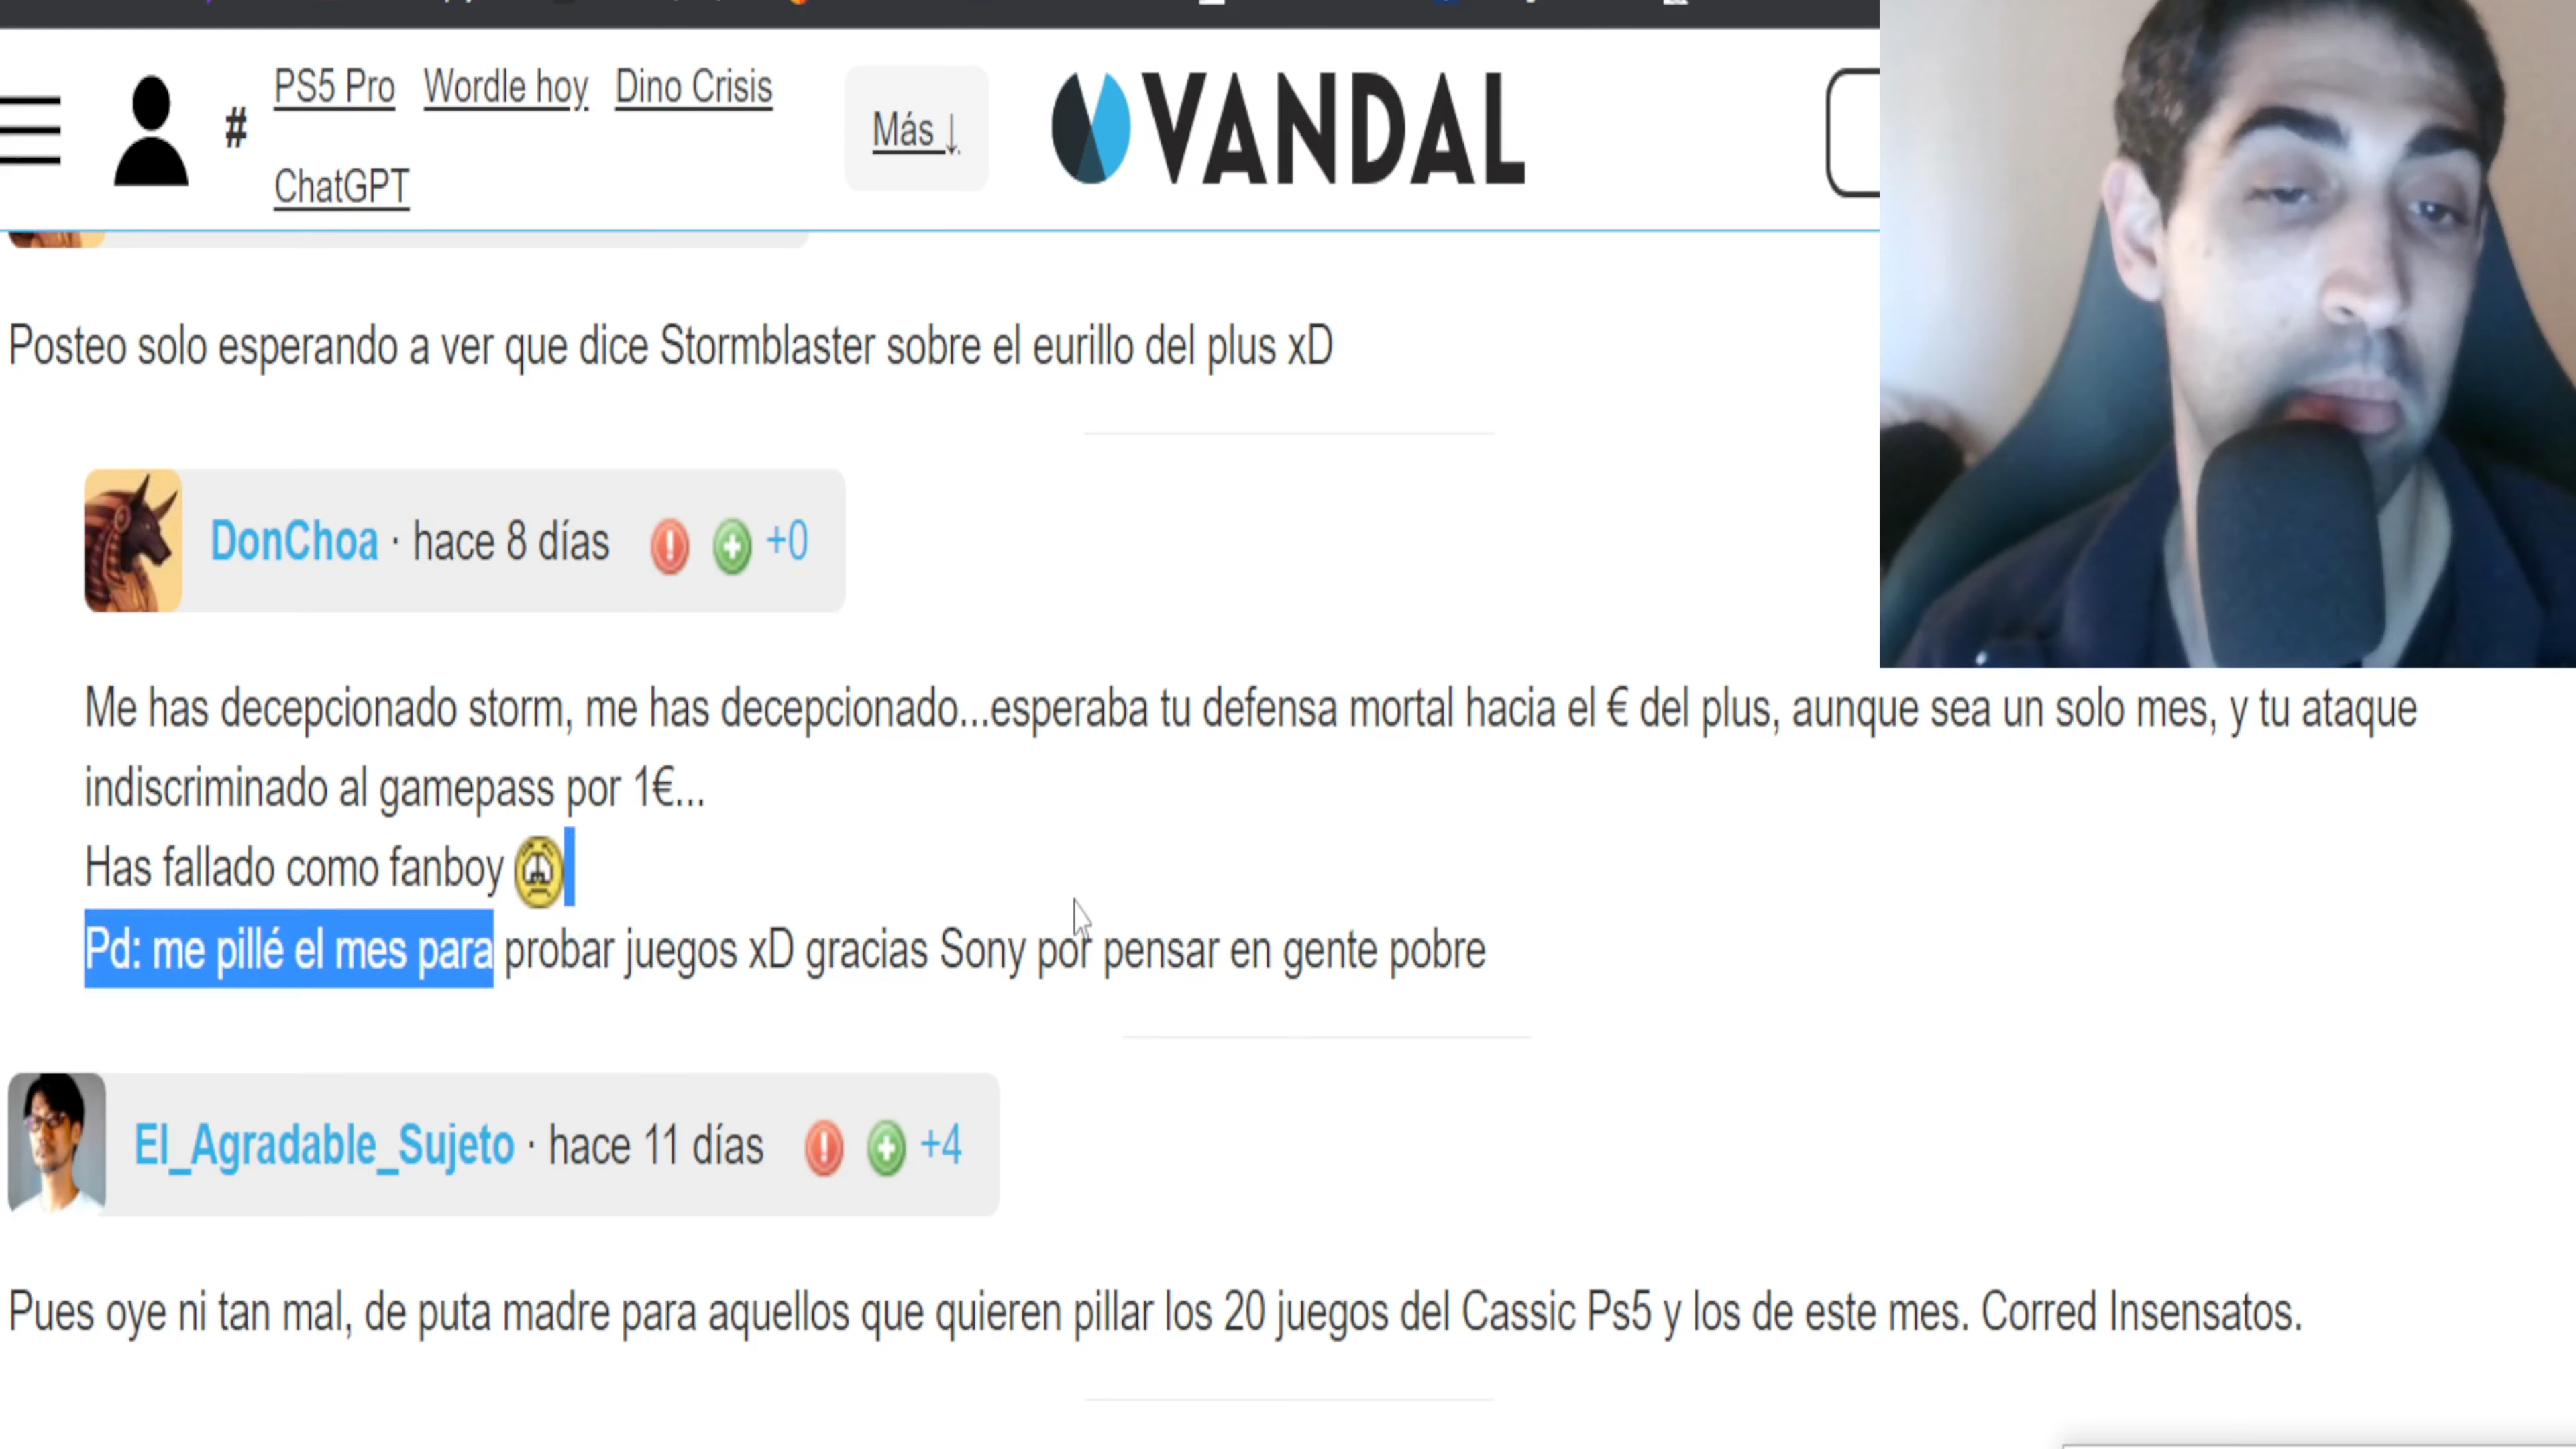 PS5 Pro Wordle hoy Dino Crisis
#
ChatGPT
Más ↓
VANDAL
Posteo solo esperando a ver que dice Stormblaster sobre el eurillo del plus xD
DonChoa · hace 8 días +0
Me has decepcionado storm, me has decepcionado...esperaba tu defensa mortal hacia el € del plus, aunque sea un solo mes, y tu ataque
indiscriminado al gamepass por 1€...
Has fallado como fanboy
Pd: me pillé el mes para probar juegos xD gracias Sony por pensar en gente pobre
El_Agradable_Sujeto · hace 11 días +4
Pues oye ni tan mal, de puta madre para aquellos que quieren pillar los 20 juegos del Cassic Ps5 y los de este mes. Corred Insensatos.